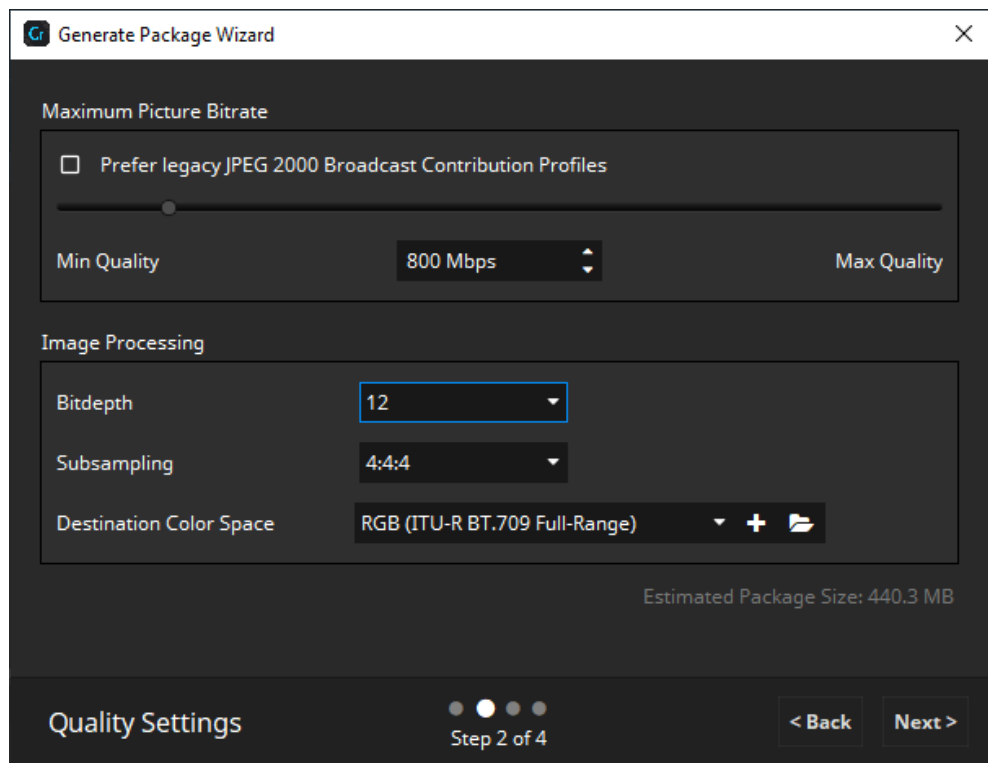 Cr Generate Package Wizard
Maximum Picture Bitrate
Prefer legacy JPEG 2000 Broadcast Contribution Profiles
Min Quality 800 Mbps Max Quality
Image Processing
Bitdepth 12
Subsampling 4:4:4
Destination Color Space RGB (ITU-R BT.709 Full-Range)
Estimated Package Size: 440.3 MB
Quality Settings
Step 2 of 4
< Back Next >